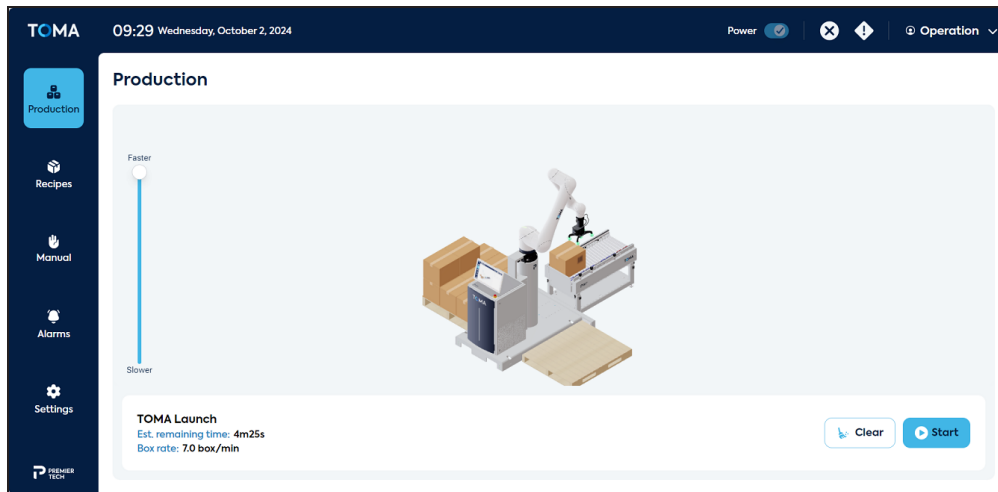 TOMA
09:29 Wednesday, October 2, 2024
Power
Operation
Production
Recipes
Manual
Alarms
Settings
PREMIER
TECH
Production
Faster
Slower
TOMA
TOMA Launch
Est. remaining time: 4m25s
Box rate: 7.0 box/min
Clear
Start